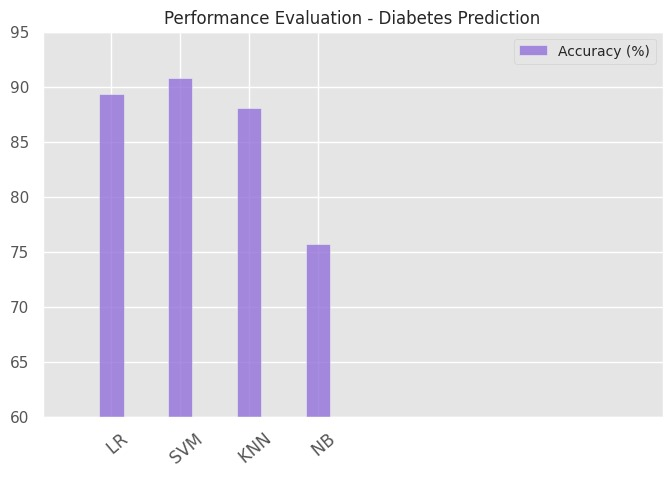 Performance Evaluation - Diabetes Prediction
Accuracy (%)
95
90
85
80
75
70
65
60
LR
SVM
KNN
NB